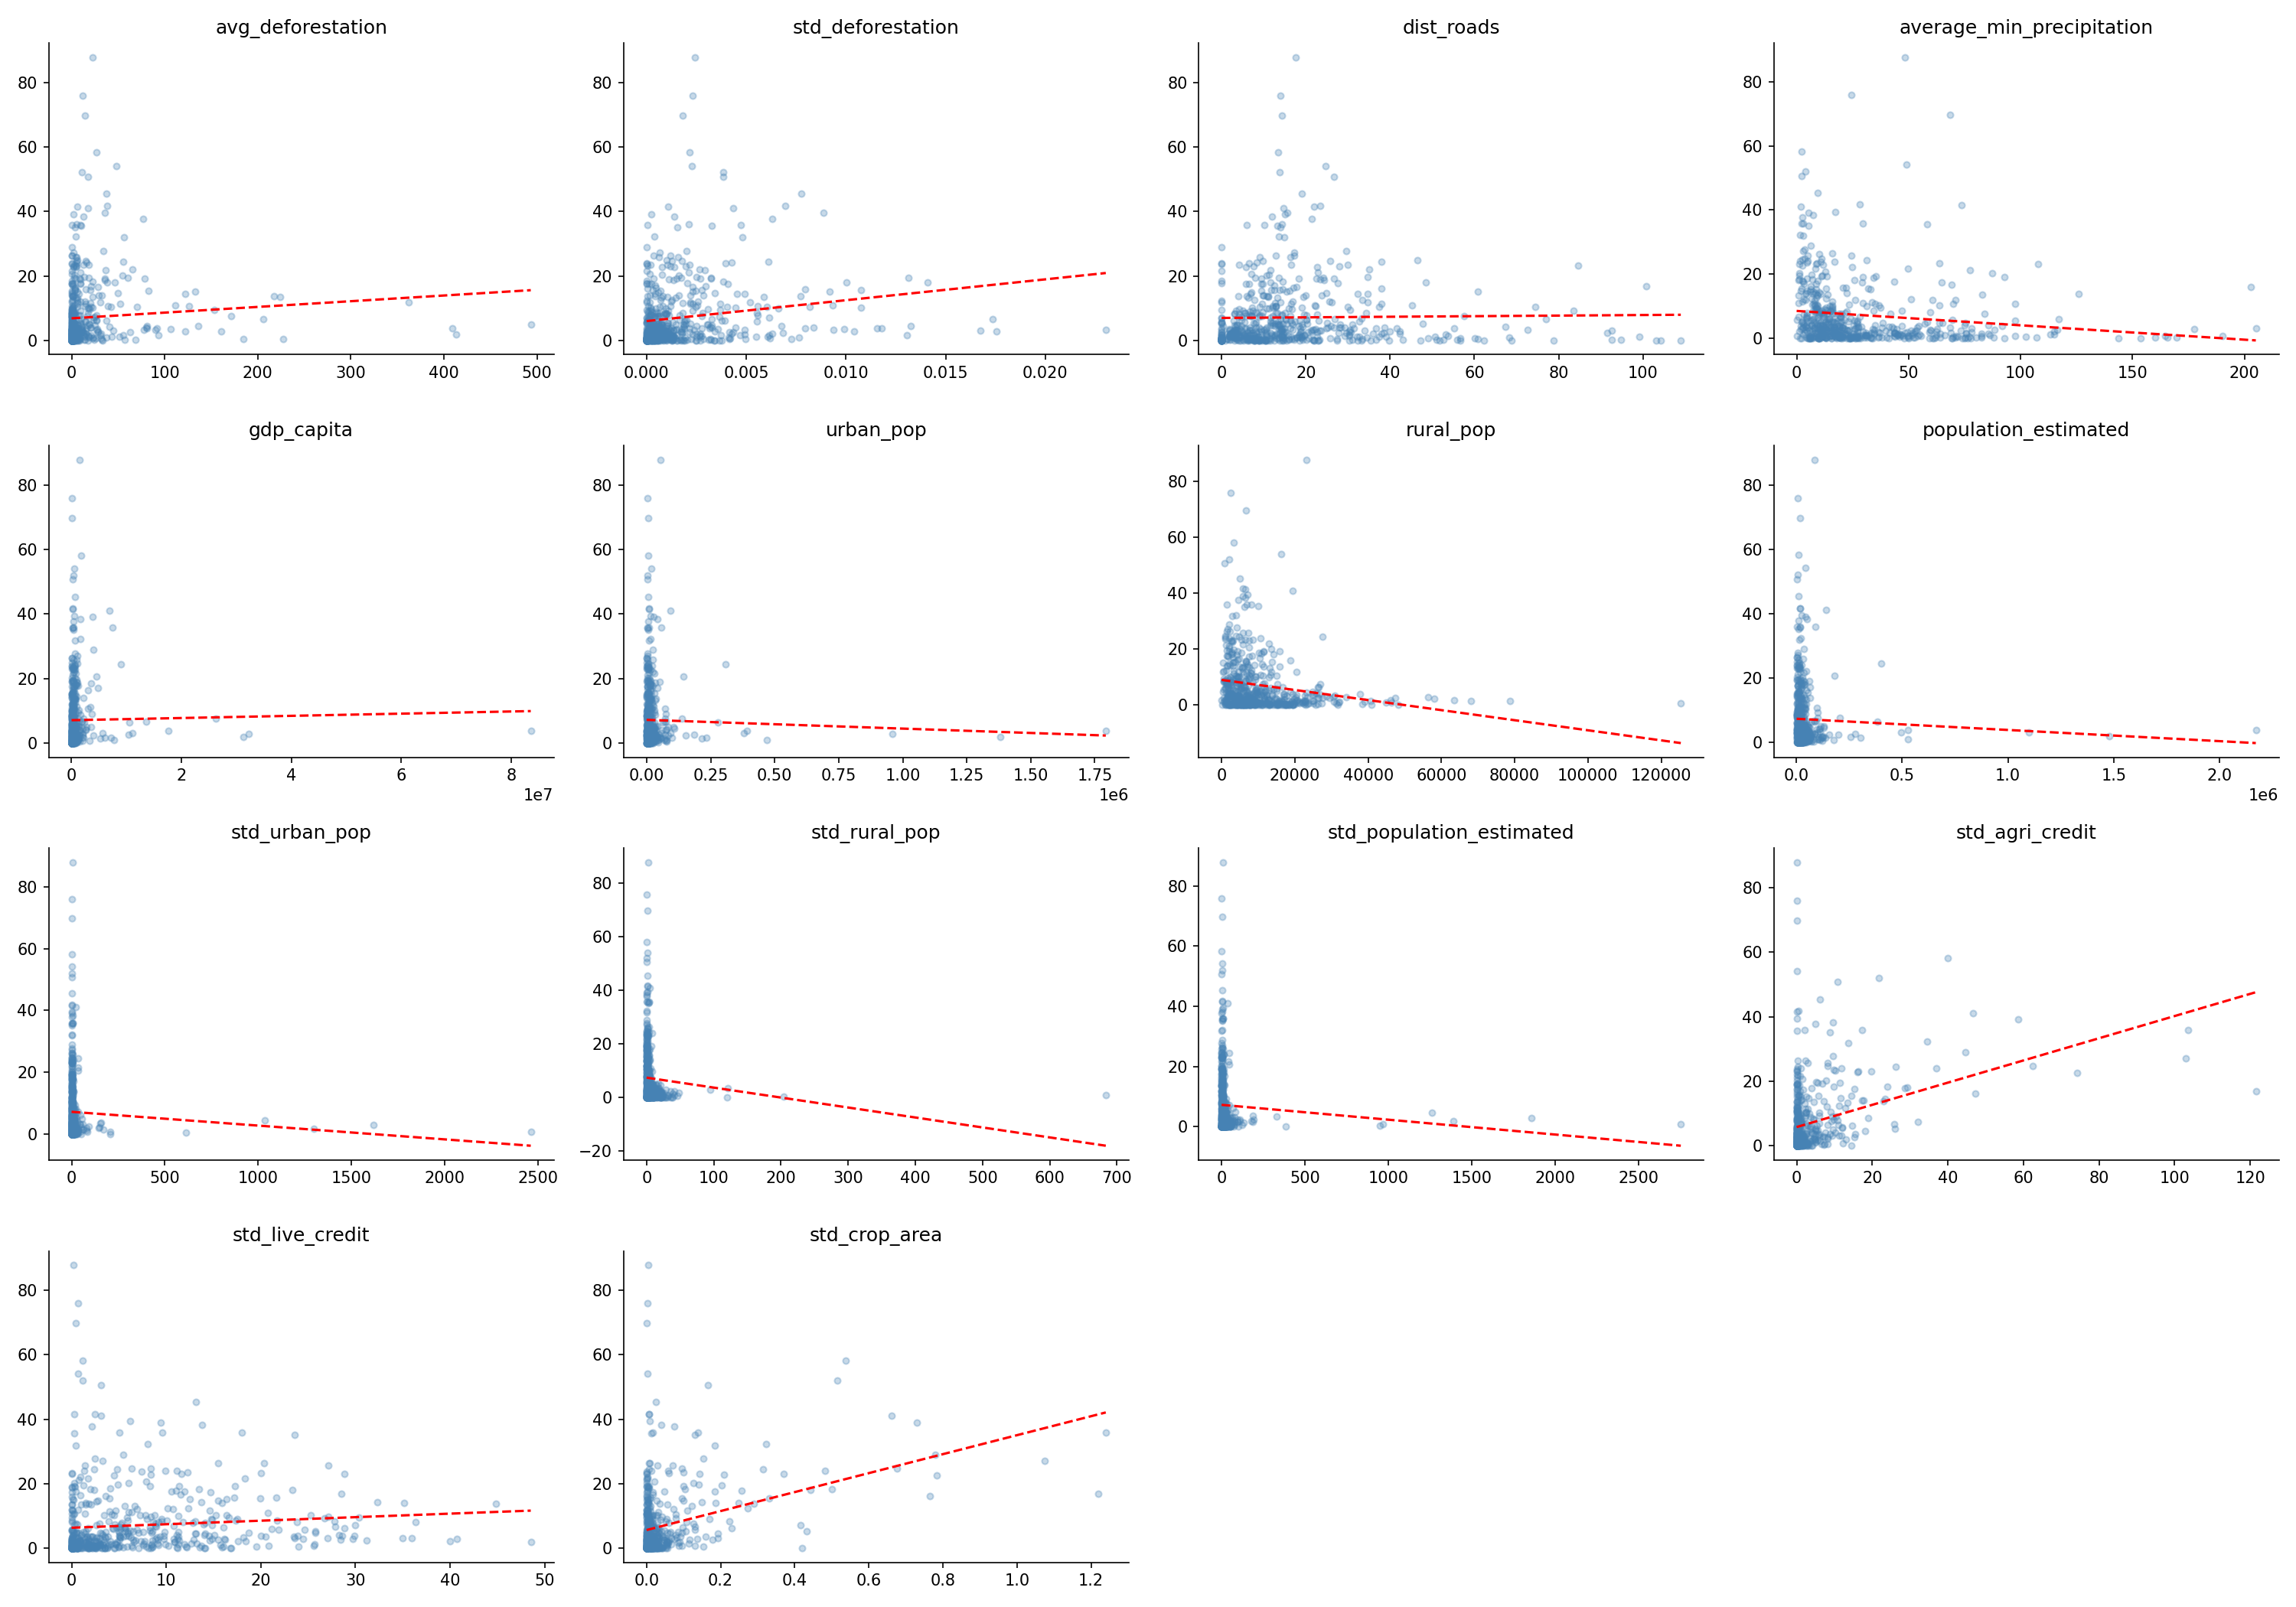 avg_deforestation
std_deforestation
dist_roads
average_min_precipitation
80
60
40
20
0
0 100 200 300 400 500
80
60
40
20
0
0.000 0.005 0.010 0.015 0.020
80
60
40
20
0
0 20 40 60 80 100
80
60
40
20
0
0 50 100 150 200
gdp_capita
urban_pop
rural_pop
population_estimated
80
60
40
20
0
0 2 4 6 8
1e7
80
60
40
20
0
0.00 0.25 0.50 0.75 1.00 1.25 1.50 1.75
1e6
80
60
40
20
0
0 20000 40000 60000 80000 100000 120000
80
60
40
20
0
0.0 0.5 1.0 1.5 2.0
1e6
std_urban_pop
std_rural_pop
std_population_estimated
std_agri_credit
80
60
40
20
0
0 500 1000 1500 2000 2500
80
60
40
20
0
−20
0 100 200 300 400 500 600 700
80
60
40
20
0
0 500 1000 1500 2000 2500
80
60
40
20
0
0 20 40 60 80 100 120
std_live_credit
std_crop_area
80
60
40
20
0
0 10 20 30 40 50
80
60
40
20
0
0.0 0.2 0.4 0.6 0.8 1.0 1.2